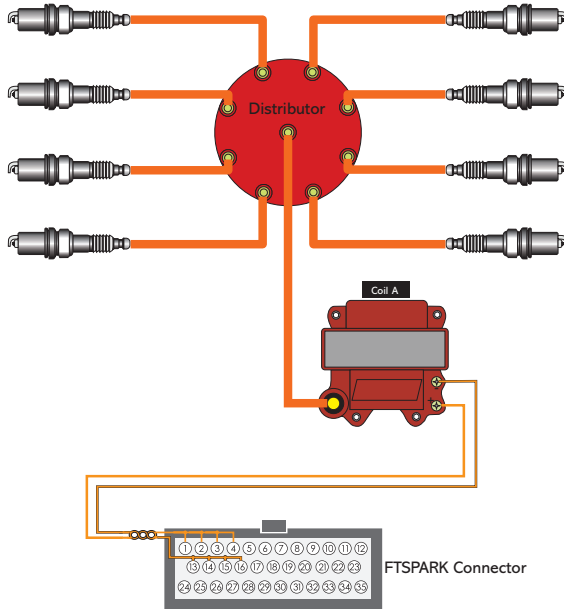 Distributor
Coil A
+
1 2 3 4 5 6 7 8 9 10 11 12
13 14 15 16 17 18 19 20 21 22 23
FTSPARK Connector
24 25 26 27 28 29 30 31 32 33 34 35